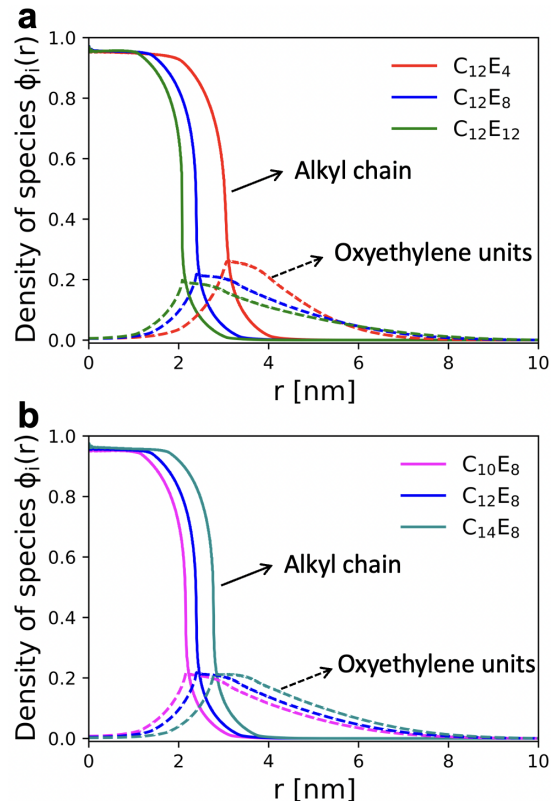 a
Density of species ϕᵢ(r)
1.0
0.8
0.6
0.4
0.2
0.0
C₁₂E₄
C₁₂E₈
C₁₂E₁₂
Alkyl chain
Oxyethylene units
0 2 4 6 8 10
r [nm]
b
Density of species ϕᵢ(r)
1.0
0.8
0.6
0.4
0.2
0.0
C₁₀E₈
C₁₂E₈
C₁₄E₈
Alkyl chain
Oxyethylene units
0 2 4 6 8 10
r [nm]